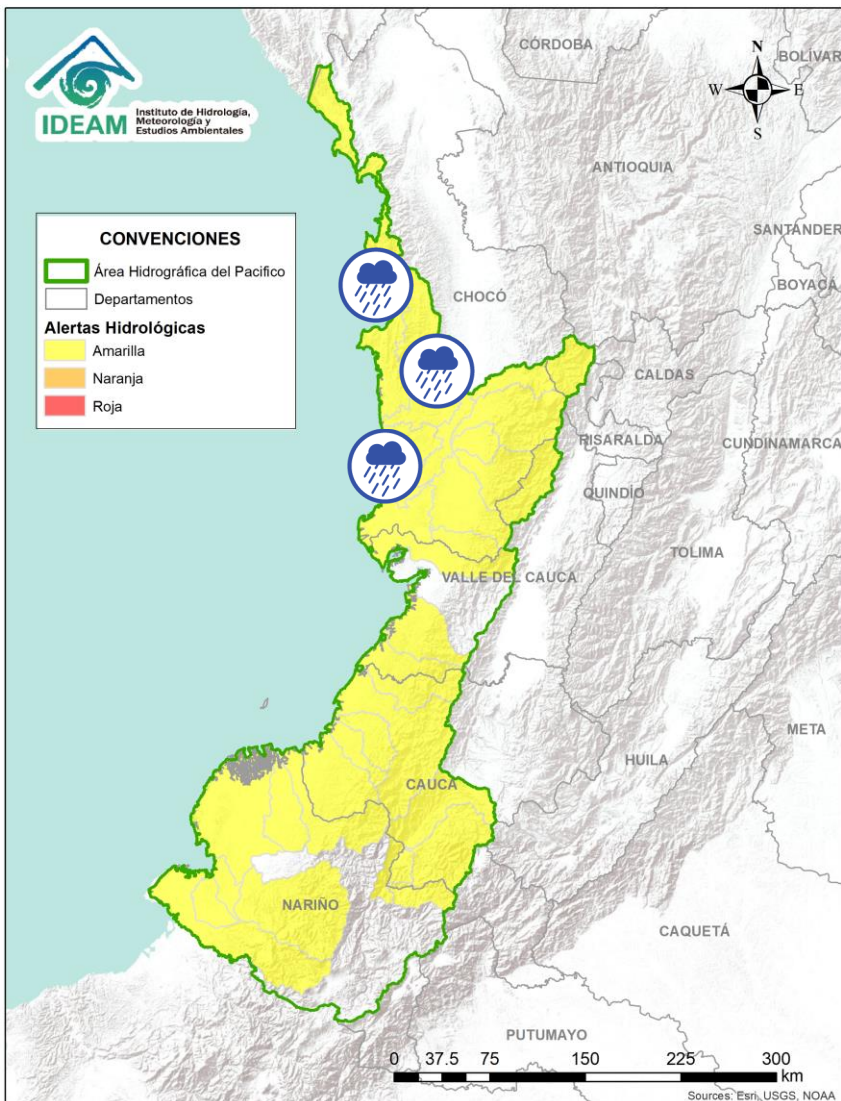 IDEAM
Instituto de Hidrología,
Meteorología y
Estudios Ambientales
CÓRDOBA
BOLÍVAR
N
W
E
S
ANTIOQUIA
SANTANDER
BOYACÁ
CONVENCIONES
Área Hidrográfica del Pacifico
Departamentos
Alertas Hidrológicas
Amarilla
Naranja
Roja
CHOCÓ
CALDAS
RISARALDA
CUNDINAMARCA
QUINDÍO
TOLIMA
VALLE DEL CAUCA
META
HUILA
CAUCA
NARIÑO
CAQUETÁ
PUTUMAYO
0 37.5 75 150 225 300
km
Sources: Esri, USGS, NOAA